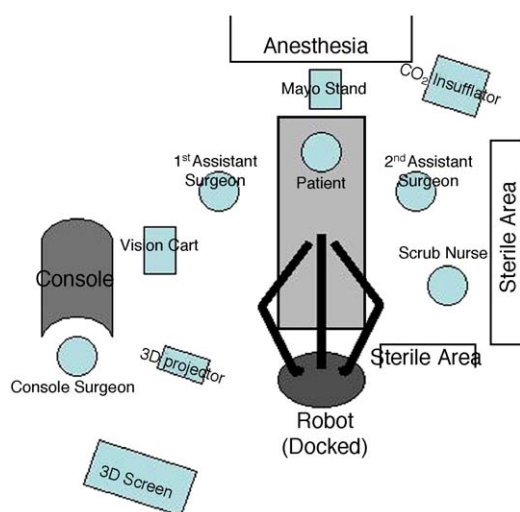 Anesthesia
CO2 Insufflator
Mayo Stand
1st Assistant
Surgeon
Patient
2nd Assistant
Surgeon
Sterile Area
Vision Cart
Scrub Nurse
Console
3D projector
Sterile Area
Console Surgeon
Robot
(Docked)
3D Screen